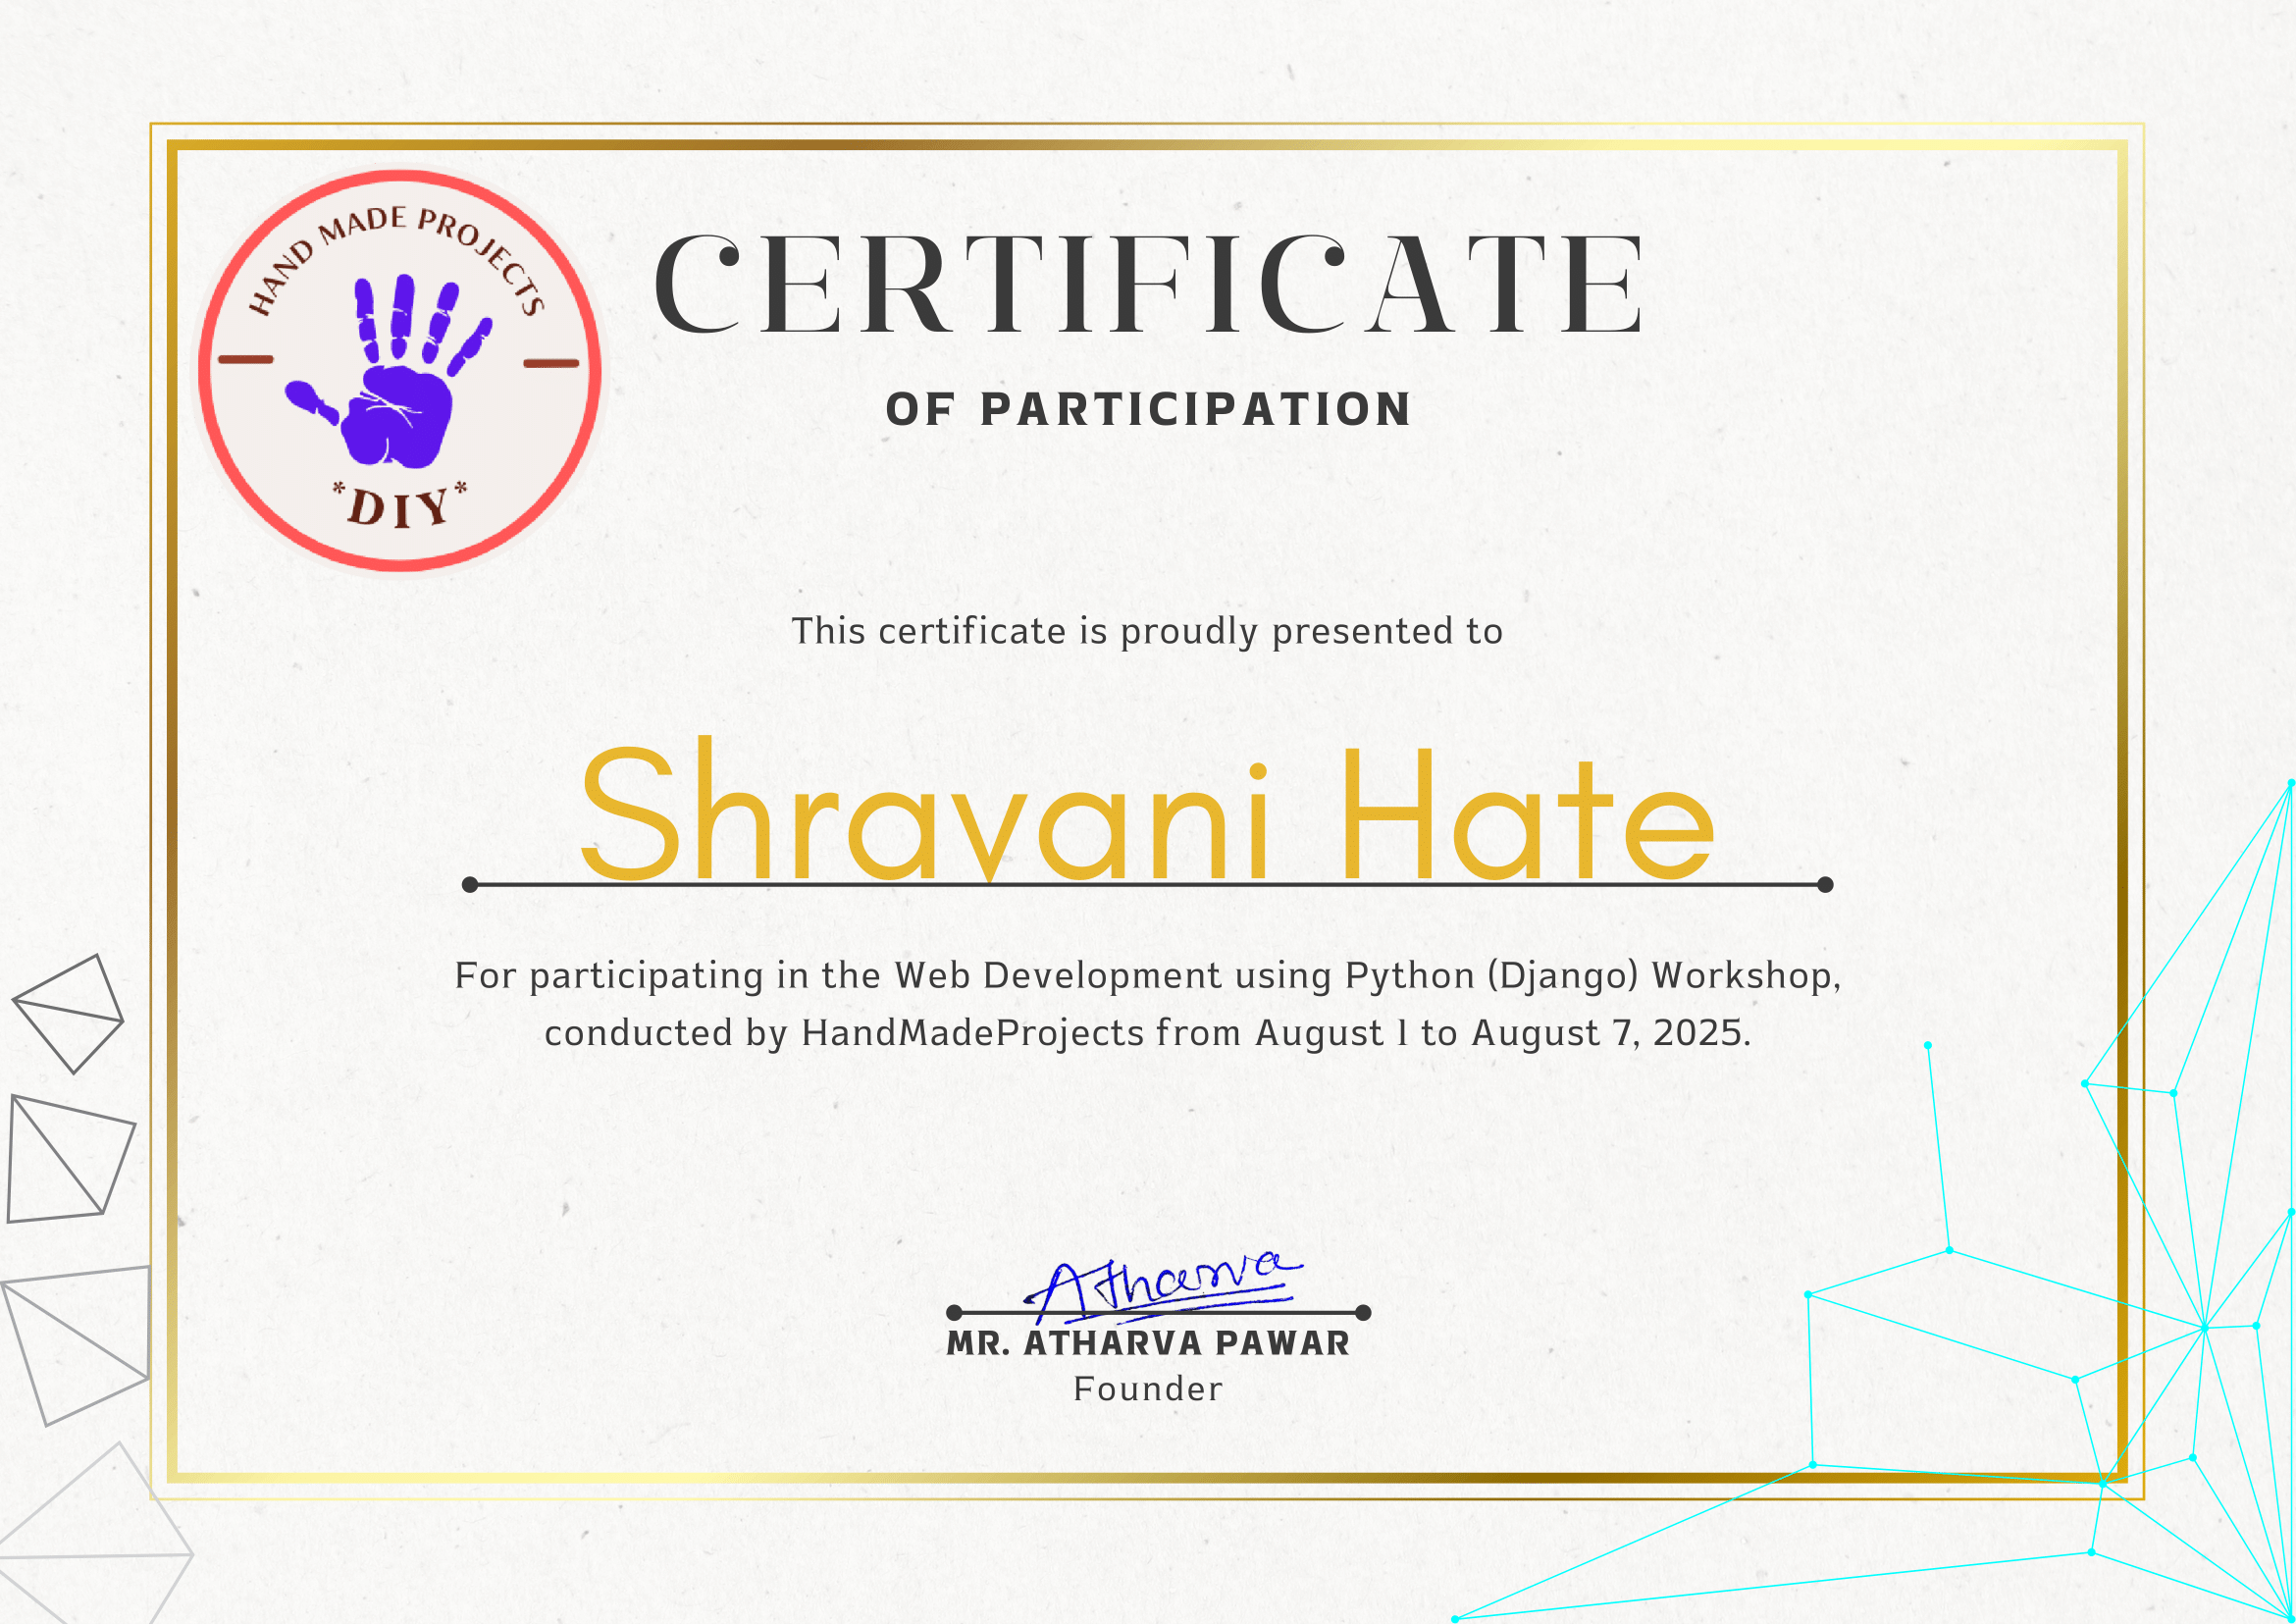 HAND MADE PROJECTS
*DIY*
CERTIFICATE
OF PARTICIPATION
This certificate is proudly presented to
Shravani Hate
For participating in the Web Development using Python (Django) Workshop,
conducted by HandMadeProjects from August 1 to August 7, 2025.
Atharva
MR. ATHARVA PAWAR
Founder